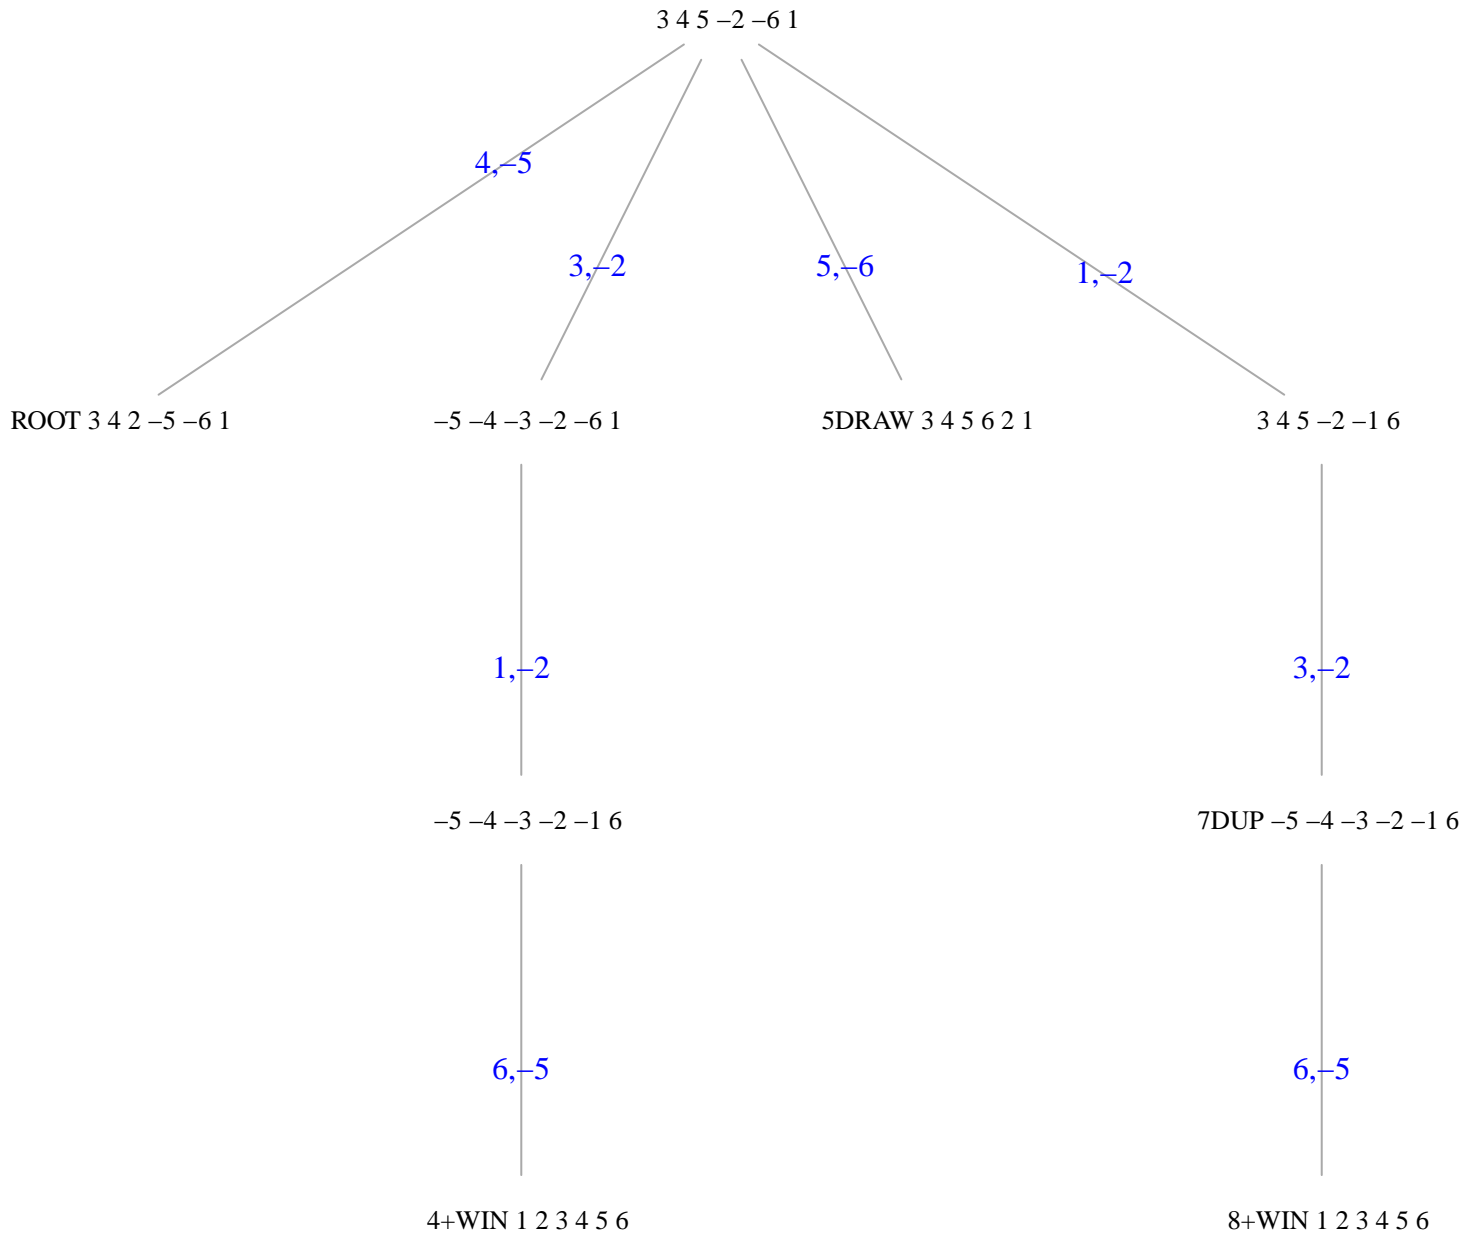 3 4 5 –2 –6 1
4,–5
3,–2
5,–6
1,–2
ROOT 3 4 2 –5 –6 1
–5 –4 –3 –2 –6 1
5DRAW 3 4 5 6 2 1
3 4 5 –2 –1 6
1,–2
3,–2
–5 –4 –3 –2 –1 6
7DUP –5 –4 –3 –2 –1 6
6,–5
6,–5
4+WIN 1 2 3 4 5 6
8+WIN 1 2 3 4 5 6